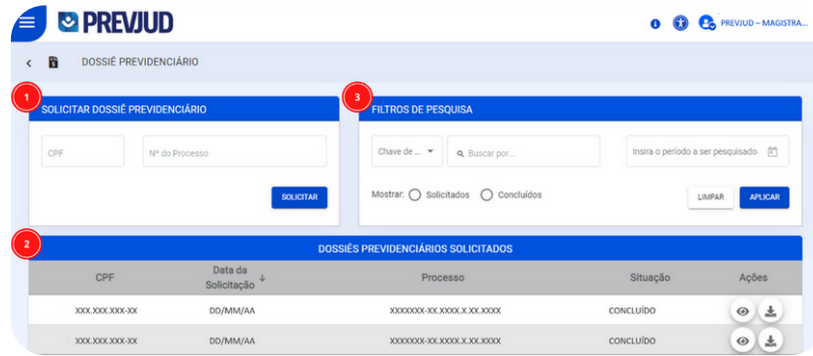 PREVJUD
PREVJUD – MAGISTRA...
DOSSIÊ PREVIDENCIÁRIO
1
SOLICITAR DOSSIÊ PREVIDENCIÁRIO
CPF
Nº do Processo
SOLICITAR
3
FILTROS DE PESQUISA
Chave de ...
Buscar por...
Insira o período a ser pesquisado
Mostrar: Solicitados Concluídos
LIMPAR
APLICAR
2
DOSSIÊS PREVIDENCIÁRIOS SOLICITADOS
CPF Data da Solicitação ↓ Processo Situação Ações
XXX.XXX.XXX-XX DD/MM/AA XXXXXXX-XX.XXXX.X.XX.XXXX CONCLUÍDO
XXX.XXX.XXX-XX DD/MM/AA XXXXXXX-XX.XXXX.X.XX.XXXX CONCLUÍDO